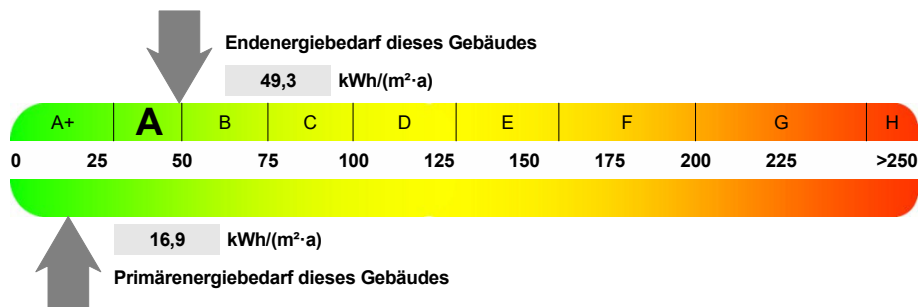 Endenergiebedarf dieses Gebäudes
49,3 kWh/(m²·a)
A+ A B C D E F G H
0 25 50 75 100 125 150 175 200 225 >250
16,9 kWh/(m²·a)
Primärenergiebedarf dieses Gebäudes